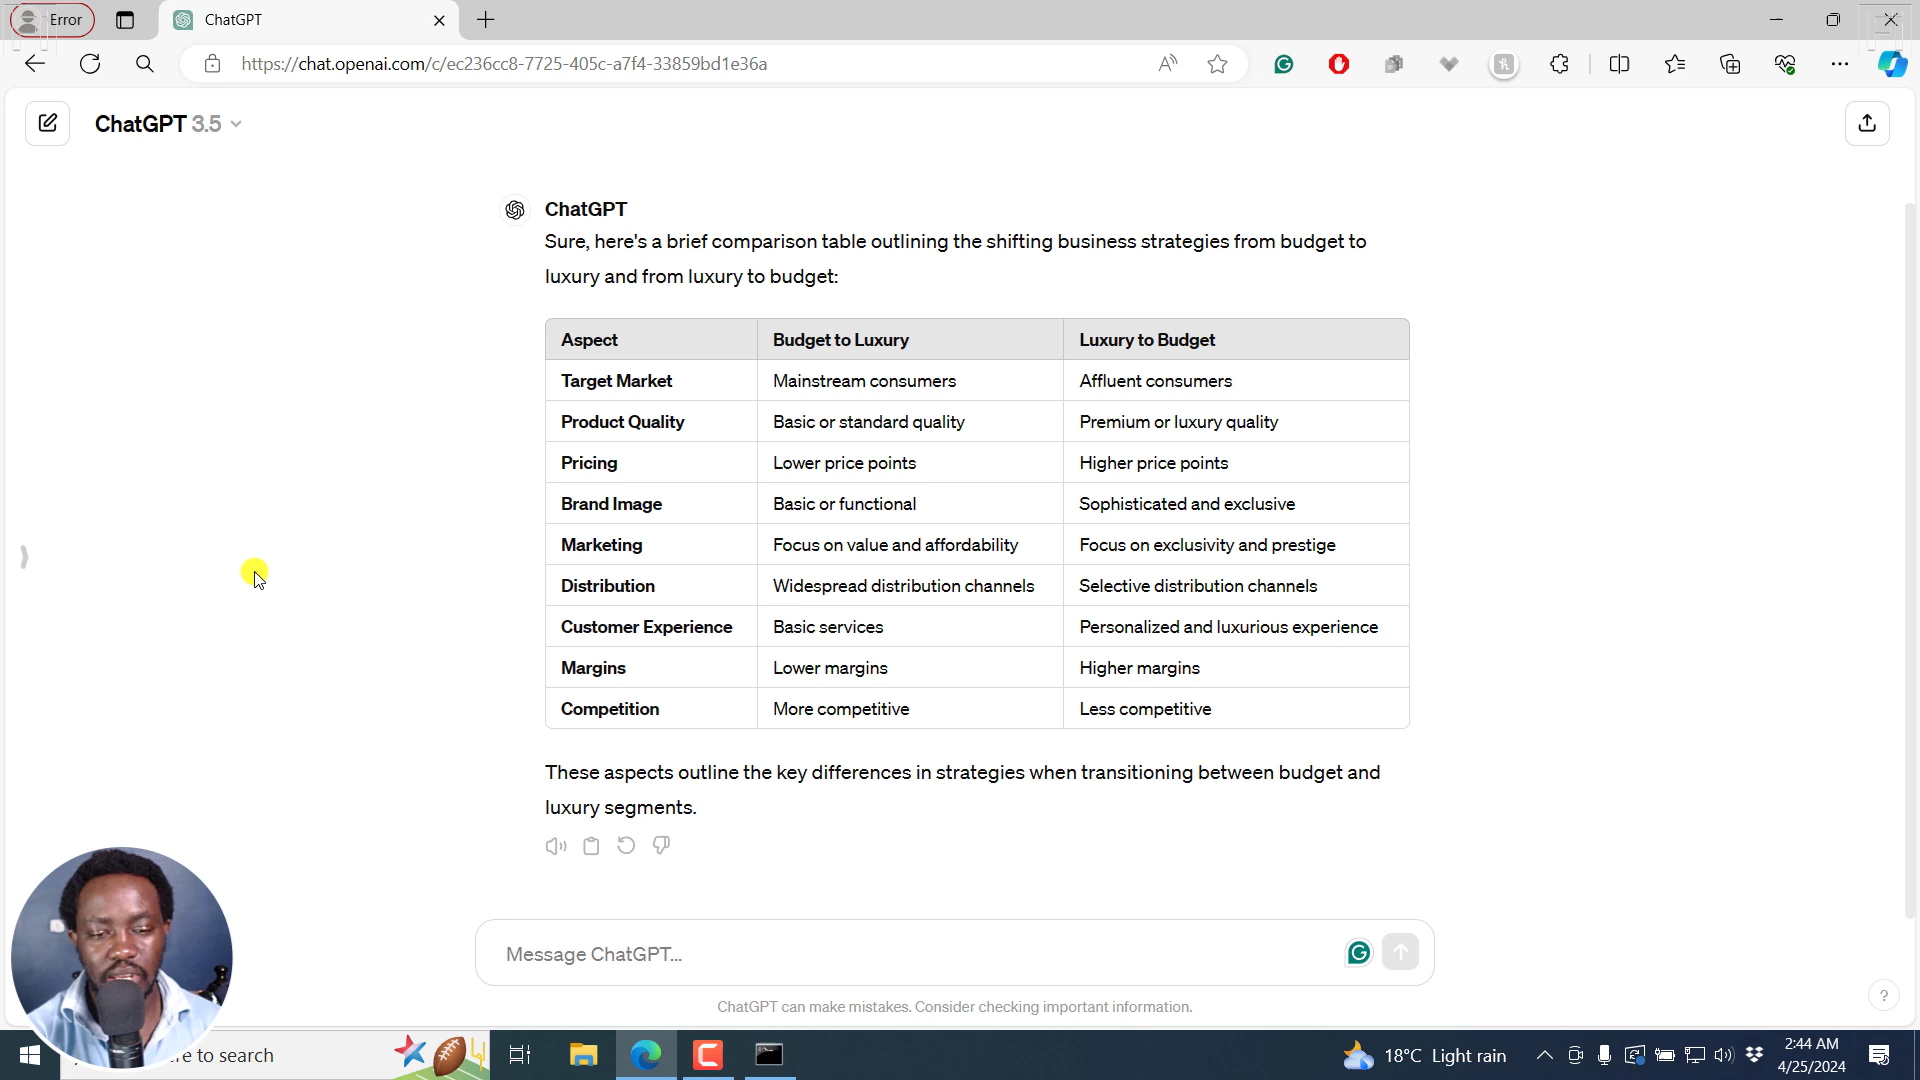 Error
ChatGPT
https://chat.openai.com/c/ec236cc8-7725-405c-a7f4-33859bd1e36a
ChatGPT 3.5
ChatGPT
Sure, here's a brief comparison table outlining the shifting business strategies from budget to
luxury and from luxury to budget:
Aspect Budget to Luxury Luxury to Budget
Target Market Mainstream consumers Affluent consumers
Product Quality Basic or standard quality Premium or luxury quality
Pricing Lower price points Higher price points
Brand Image Basic or functional Sophisticated and exclusive
Marketing Focus on value and affordability Focus on exclusivity and prestige
Distribution Widespread distribution channels Selective distribution channels
Customer Experience Basic services Personalized and luxurious experience
Margins Lower margins Higher margins
Competition More competitive Less competitive
These aspects outline the key differences in strategies when transitioning between budget and
luxury segments.
Message ChatGPT...
ChatGPT can make mistakes. Consider checking important information.
?
to search
18°C Light rain
2:44 AM
4/25/2024